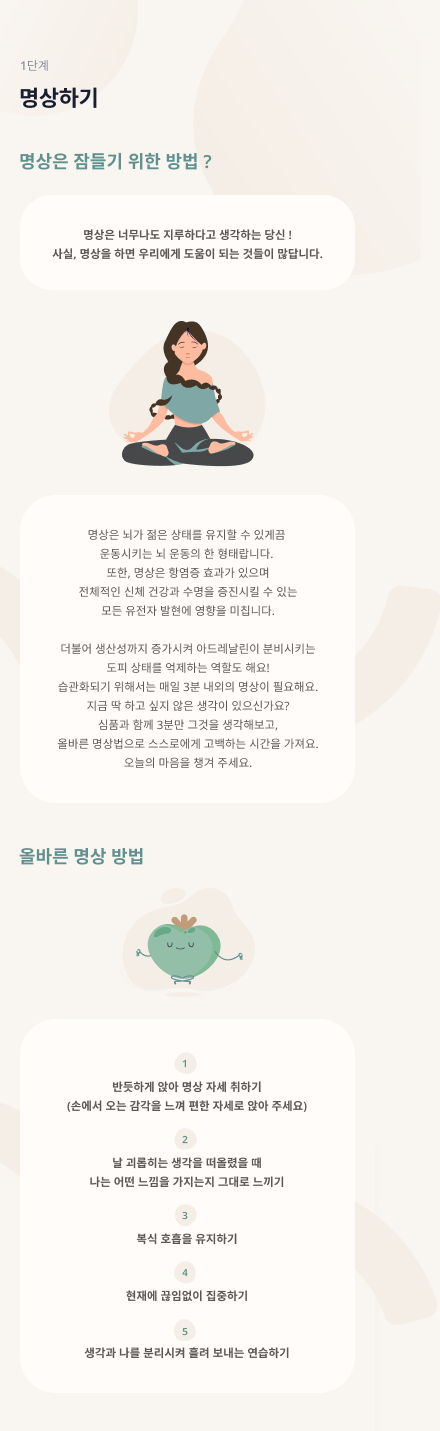 1단계
명상하기
명상은 잠들기 위한 방법 ?
명상은 너무나도 지루하다고 생각하는 당신 !
사실, 명상을 하면 우리에게 도움이 되는 것들이 많답니다.
명상은 뇌가 젊은 상태를 유지할 수 있게끔
운동시키는 뇌 운동의 한 형태랍니다.
또한, 명상은 항염증 효과가 있으며
전체적인 신체 건강과 수명을 증진시킬 수 있는
모든 유전자 발현에 영향을 미칩니다.
더불어 생산성까지 증가시켜 아드레날린이 분비시키는
도피 상태를 억제하는 역할도 해요!
습관화되기 위해서는 매일 3분 내외의 명상이 필요해요.
지금 딱 하고 싶지 않은 생각이 있으신가요?
심품과 함께 3분만 그것을 생각해보고,
올바른 명상법으로 스스로에게 고백하는 시간을 가져요.
오늘의 마음을 챙겨 주세요.
올바른 명상 방법
1
반듯하게 앉아 명상 자세 취하기
(손에서 오는 감각을 느껴 편한 자세로 앉아 주세요)
2
날 괴롭히는 생각을 떠올렸을 때
나는 어떤 느낌을 가지는지 그대로 느끼기
3
복식 호흡을 유지하기
4
현재에 끊임없이 집중하기
5
생각과 나를 분리시켜 흘려 보내는 연습하기